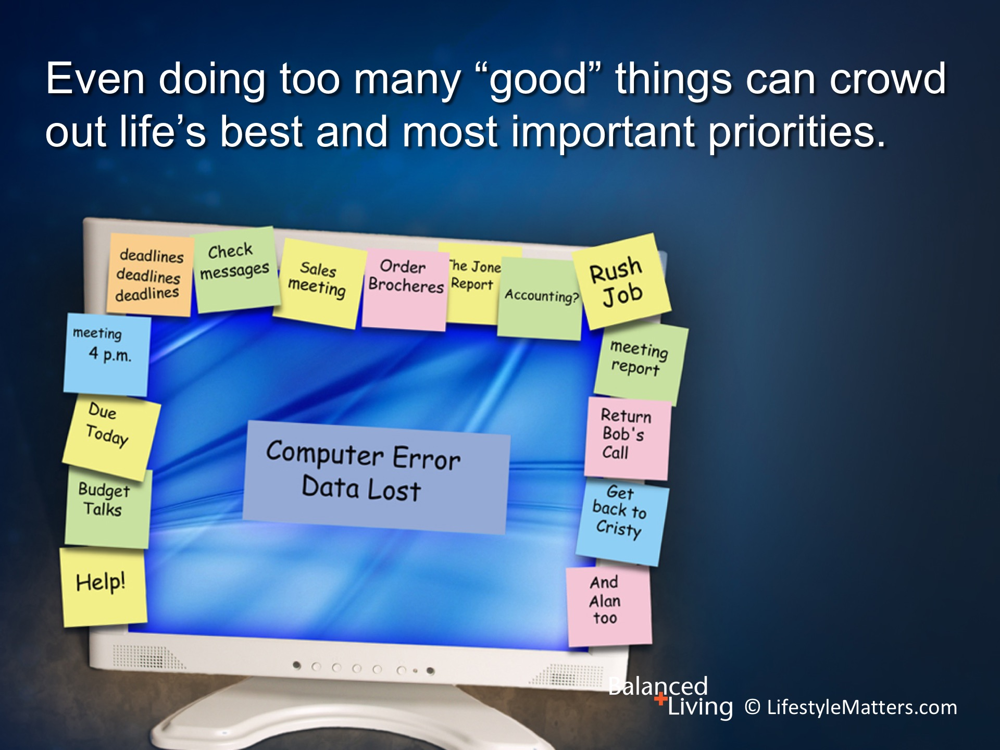 Even doing too many “good” things can crowd
out life’s best and most important priorities.
deadlines
deadlines
deadlines
Check
messages
Sales
meeting
Order
Brocheres
The Jone
Report
Accounting?
Rush
Job
meeting
4 p.m.
meeting
report
Due
Today
Return
Bob's
Call
Computer Error
Data Lost
Budget
Talks
Get
back to
Cristy
Help!
And
Alan
too
Balanced
Living
© LifestyleMatters.com